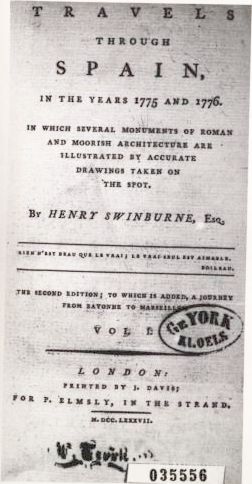 TRAVELS
THROUGH
SPAIN,
IN THE YEARS 1775 AND 1776.
IN WHICH SEVERAL MONUMENTS OF ROMAN
AND MOORISH ARCHITECTURE ARE
ILLUSTRATED BY ACCURATE
DRAWINGS TAKEN ON
THE SPOT.
By HENRY SWINBURNE, Esq.
RIEN N'EST BEAU QUE LE VRAI; LE VRAI SEUL EST AIMABLE.
BOILEAU.
THE SECOND EDITION; TO WHICH IS ADDED, A JOURNEY
FROM BAYONNE TO MARSEILLES.
VOL I.
YORK
KLOELS.
LONDON:
PRINTED BY J. DAVIS;
FOR P. ELMSLY, IN THE STRAND.
M.DCC.LXXXVII.
035556